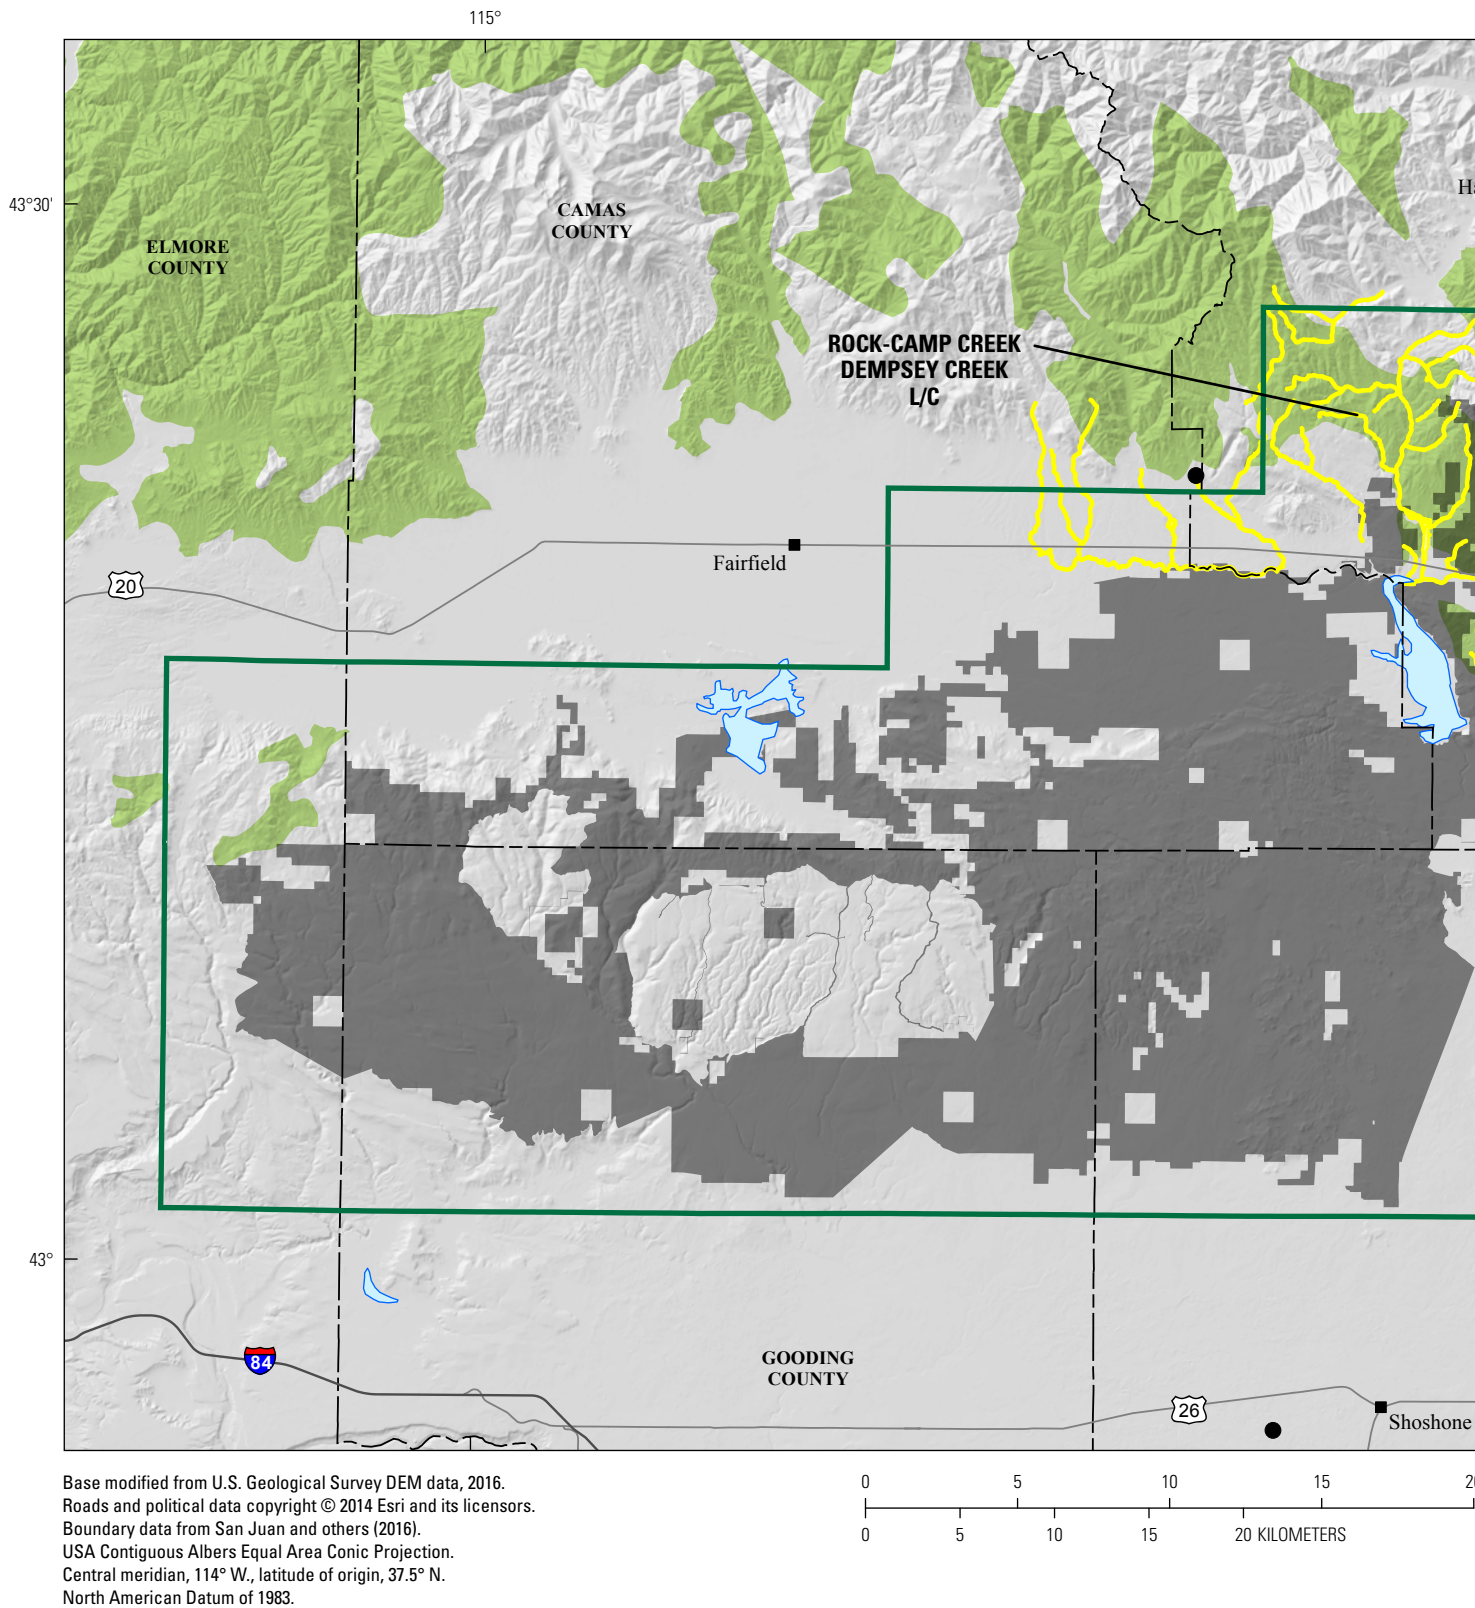 115°
43°30'
CAMAS
COUNTY
ELMORE
COUNTY
ROCK-CAMP CREEK
DEMPSEY CREEK
L/C
Fairfield
20
43°
84
GOODING
COUNTY
26
Shoshone
Base modified from U.S. Geological Survey DEM data, 2016.
Roads and political data copyright © 2014 Esri and its licensors.
Boundary data from San Juan and others (2016).
USA Contiguous Albers Equal Area Conic Projection.
Central meridian, 114° W., latitude of origin, 37.5° N.
North American Datum of 1983.
0 5 10 15
0 5 10 15 20 KILOMETERS